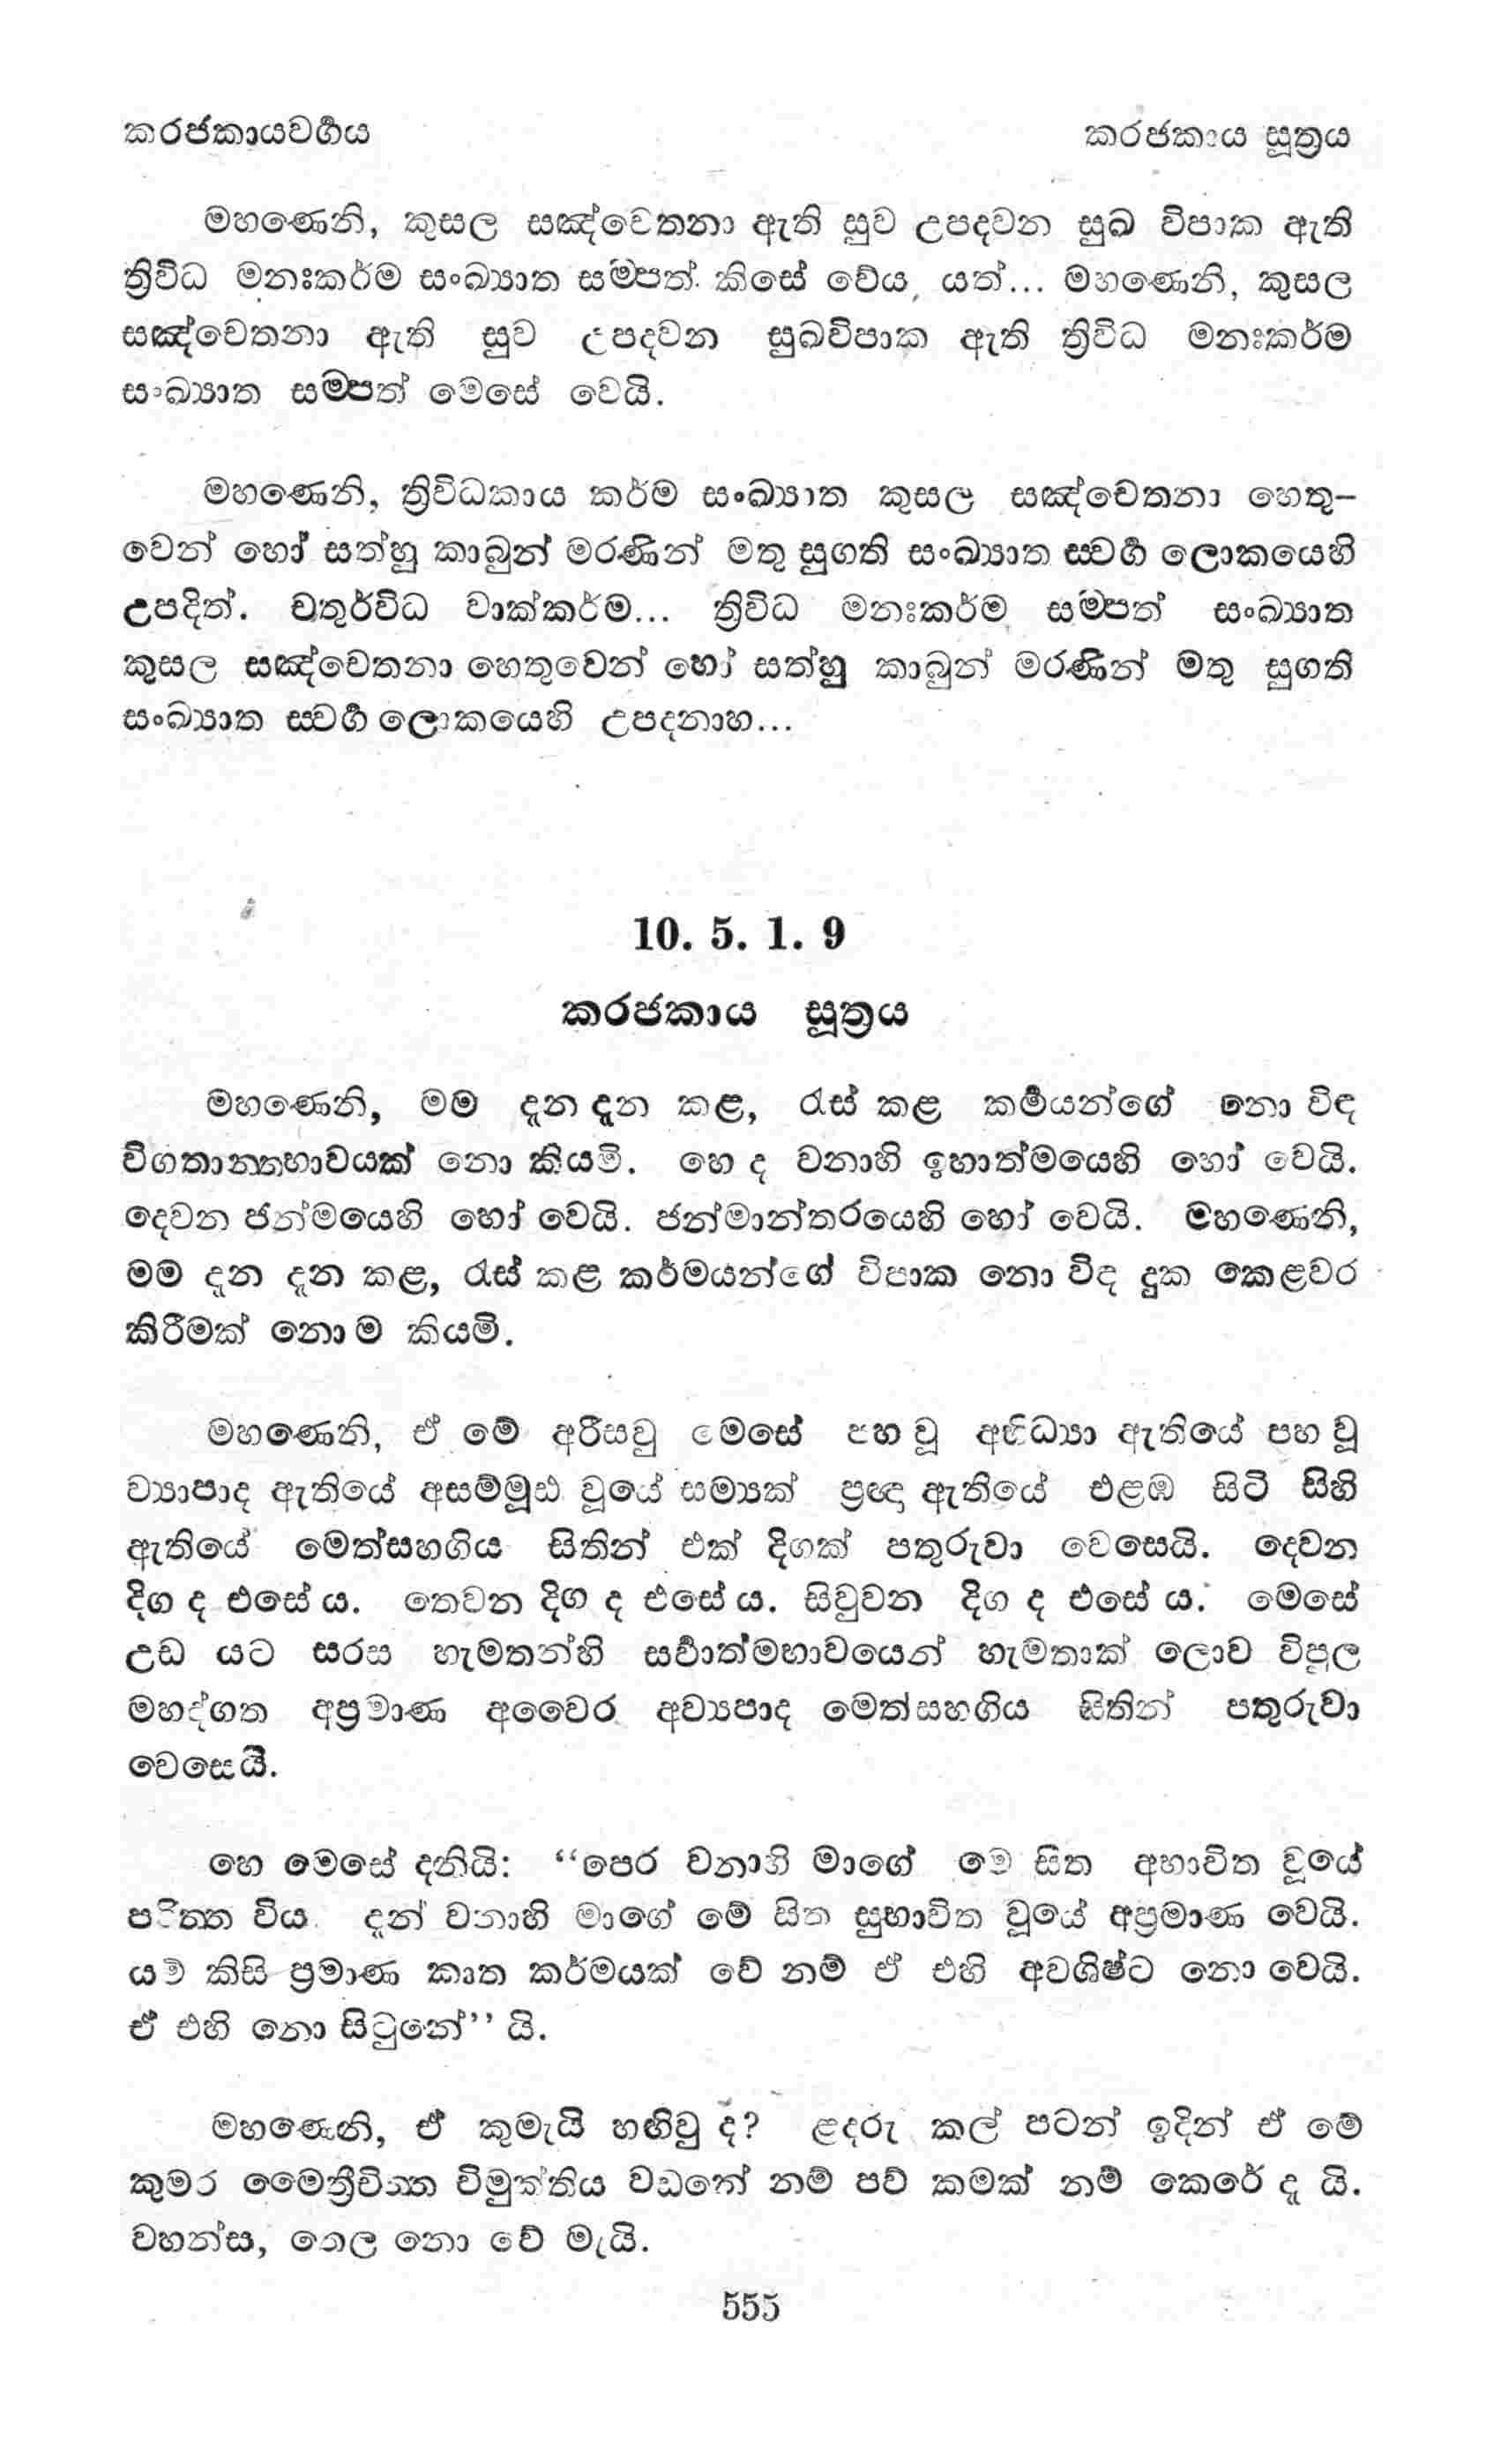 කරජකායවර්‍ගය
කරජකාය සූත්‍රය
මහණෙනි, කුසල සඤ්චෙතනා ඇති සුව උපදවන සුඛ විපාක ඇති
ත්‍රිවිධ මනඃකර්ම සංඛ්‍යාත සම්පත් කිසේ වේය, යත්... මහණෙනි, කුසල
සඤ්චෙතනා ඇති සුව උපදවන සුඛවිපාක ඇති ත්‍රිවිධ මනඃකර්ම
සංඛ්‍යාත සම්පත් මෙසේ වෙයි.
මහණෙනි, ත්‍රිවිධකාය කර්ම සංඛ්‍යාත කුසල සඤ්චෙතනා හෙතු-
වෙන් හෝ සත්හු කාබුන් මරණින් මතු සුගති සංඛ්‍යාත ස්වර්‍ග ලොකයෙහි
උපදිත්. චතුර්විධ වාක්කර්ම... ත්‍රිවිධ මනඃකර්ම සම්පත් සංඛ්‍යාත
කුසල සඤ්චෙතනා හෙතුවෙන් හෝ සත්හු කාබුන් මරණින් මතු සුගති
සංඛ්‍යාත ස්වර්‍ග ලොකයෙහි උපදනාහ...
10. 5. 1. 9
කරජකාය සූත්‍රය
මහණෙනි, මම දැන දැන කළ, රැස් කළ කර්‍මයන්ගේ නො විඳ
විගතාන්තභාවයක් නො කියමි. හෙ ද වනාහි ඉහාත්මයෙහි හෝ වෙයි.
දෙවන ජන්මයෙහි හෝ වෙයි. ජන්මාන්තරයෙහි හෝ වෙයි. මහණෙනි,
මම දැන දැන කළ, රැස් කළ කර්මයන්ගේ විපාක නො විඳ දුක කෙළවර
කිරීමක් නො ම කියමි.
මහණෙනි, ඒ මේ අරීසවු මෙසේ පහ වූ අභිධ්‍යා ඇතියේ පහ වූ
ව්‍යාපාද ඇතියේ අසම්මූඪ වූයේ සම්‍යක් ප්‍රඥා ඇතියේ එළඹ සිටි සිහි
ඇතියේ මෙත්සහගිය සිතින් එක් දිගක් පතුරුවා වෙසෙයි. දෙවන
දිග ද එසේ ය. තෙවන දිග ද එසේ ය. සිවුවන දිග ද එසේ ය. මෙසේ
උඩ යට සරස හැමතන්හි සර්‍වාත්මභාවයෙන් හැමතාක් ලොව විපුල
මහද්ගත අප්‍රමාණ අවෛර අව්‍යපාද මෙත්සහගිය සිතින් පතුරුවා
වෙසෙයි.
හෙ මෙසේ දනියි: “පෙර වනාහි මාගේ මේ සිත අභාවිත වූයේ
පරිත්ත විය. දැන් වනාහි මාගේ මේ සිත සුභාවිත වූයේ අප්‍රමාණ වෙයි.
යම් කිසි ප්‍රමාණ කෘත කර්මයක් වේ නම් ඒ එහි අවශිෂ්ට නො වෙයි.
ඒ එහි නො සිටුනේ” යි.
මහණෙනි, ඒ කුමැයි හඟිවු ද? ළදරු කල් පටන් ඉදින් ඒ මේ
කුමර මෛත්‍රීචිත්ත විමුක්තිය වඩනේ නම් පව් කමක් නම් කෙරේ දැ යි.
වහන්ස, තෙල නො වේ මැයි.
555